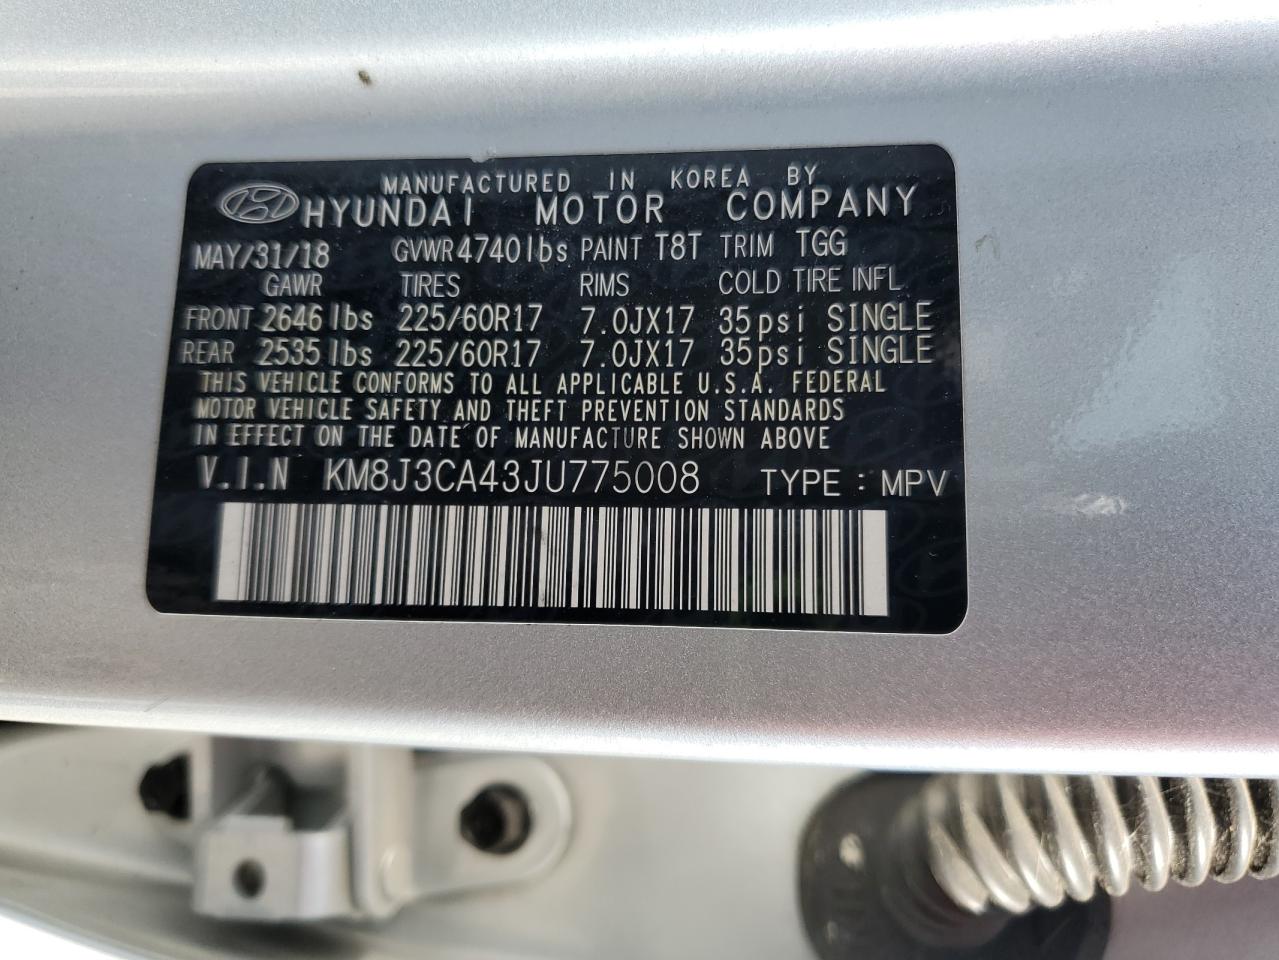 MANUFACTURED IN KOREA BY
HYUNDAI MOTOR COMPANY
MAY/31/18 GVWR 4740 lbs PAINT T8T TRIM TGG
GAWR TIRES RIMS COLD TIRE INFL
FRONT 2646 lbs 225/60R17 7.0JX17 35psi SINGLE
REAR 2535 lbs 225/60R17 7.0JX17 35psi SINGLE
THIS VEHICLE CONFORMS TO ALL APPLICABLE U.S.A. FEDERAL
MOTOR VEHICLE SAFETY AND THEFT PREVENTION STANDARDS
IN EFFECT ON THE DATE OF MANUFACTURE SHOWN ABOVE
V.I.N KM8J3CA43JU775008 TYPE : MPV